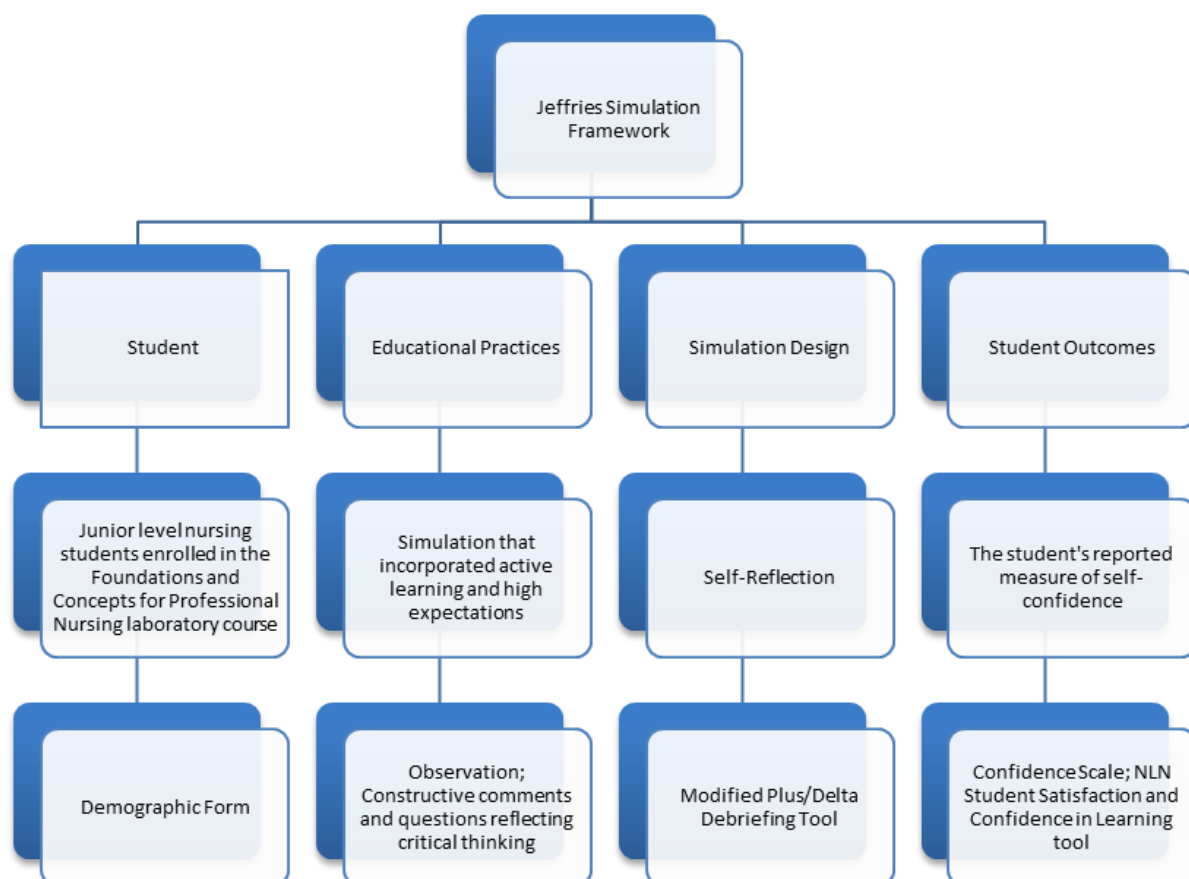 Jeffries Simulation
Framework
Student
Educational Practices
Simulation Design
Student Outcomes
Junior level nursing
students enrolled in the
Foundations and
Concepts for Professional
Nursing laboratory course
Simulation that
incorporated active
learning and high
expectations
Self-Reflection
The student's reported
measure of self-
confidence
Demographic Form
Observation;
Constructive comments
and questions reflecting
critical thinking
Modified Plus/Delta
Debriefing Tool
Confidence Scale; NLN
Student Satisfaction and
Confidence in Learning
tool